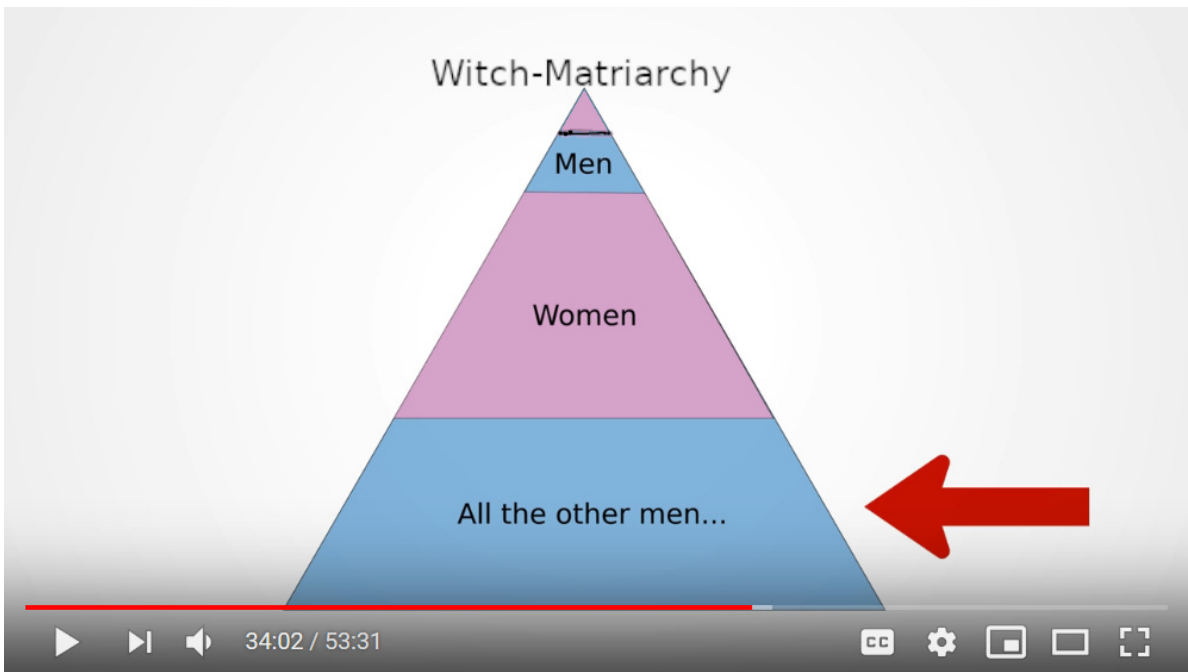 Witch-Matriarchy
Men
Women
All the other men...
34:02 / 53:31
CC